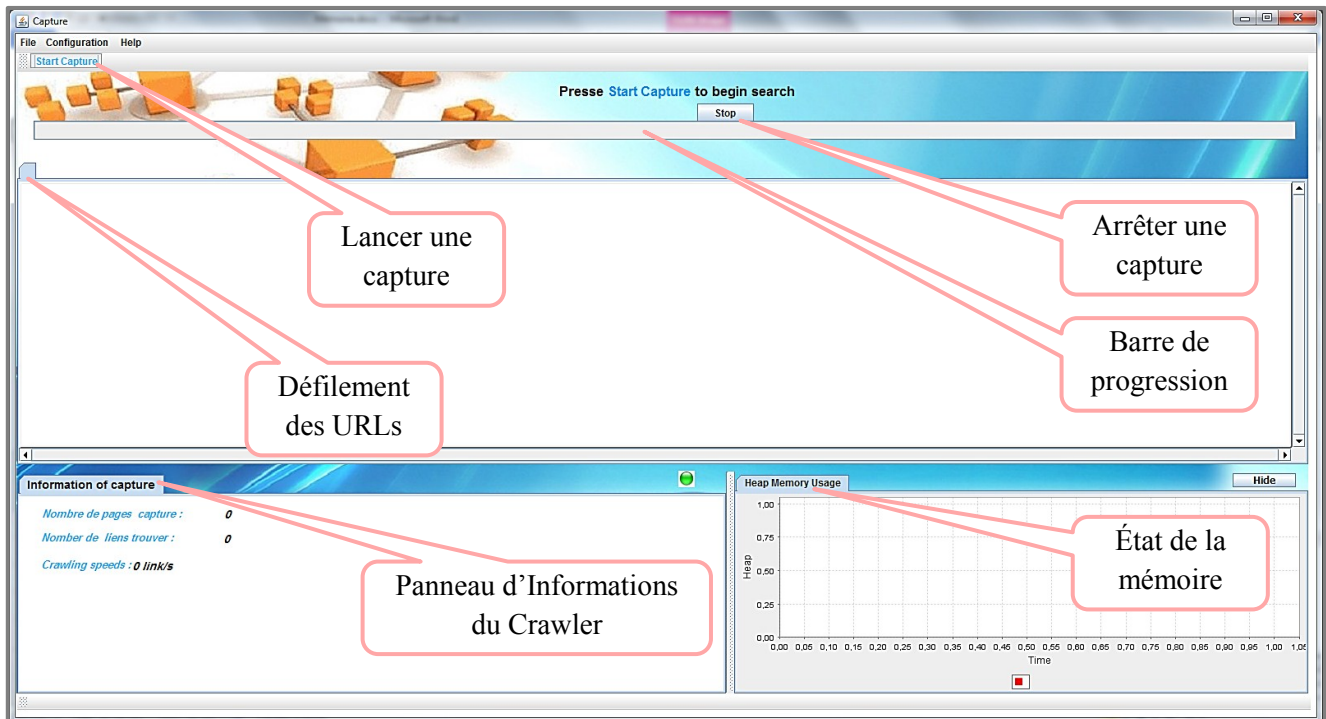 Capture
File Configuration Help
Start Capture
Presse Start Capture to begin search
Stop
Lancer une
capture
Arrêter une
capture
Barre de
progression
Défilement
des URLs
Information of capture
Nombre de pages capture : 0
Nomber de liens trouver : 0
Crawling speeds : 0 link/s
Panneau d’Informations
du Crawler
Heap Memory Usage
Hide
État de la
mémoire
Heap
1,00
0,75
0,50
0,25
0,00
0,00 0,05 0,10 0,15 0,20 0,25 0,30 0,35 0,40 0,45 0,50 0,55 0,60 0,65 0,70 0,75 0,80 0,85 0,90 0,95 1,00 1,05
Time